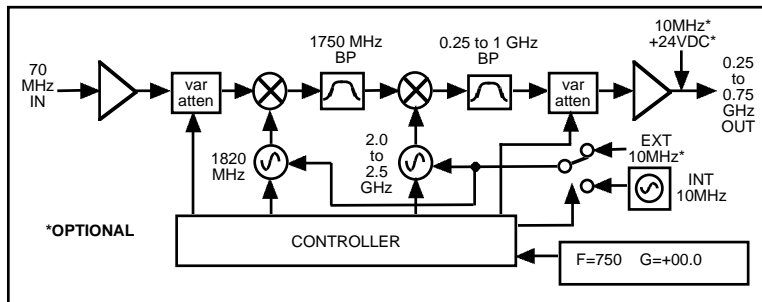 70
MHz
IN
var
atten
1750 MHz
BP
0.25 to 1 GHz
BP
var
atten
10MHz*
+24VDC*
0.25
to
0.75
GHz
OUT
1820
MHz
2.0
to
2.5
GHz
EXT
10MHz*
INT
10MHz
*OPTIONAL
CONTROLLER
F=750 G=+00.0